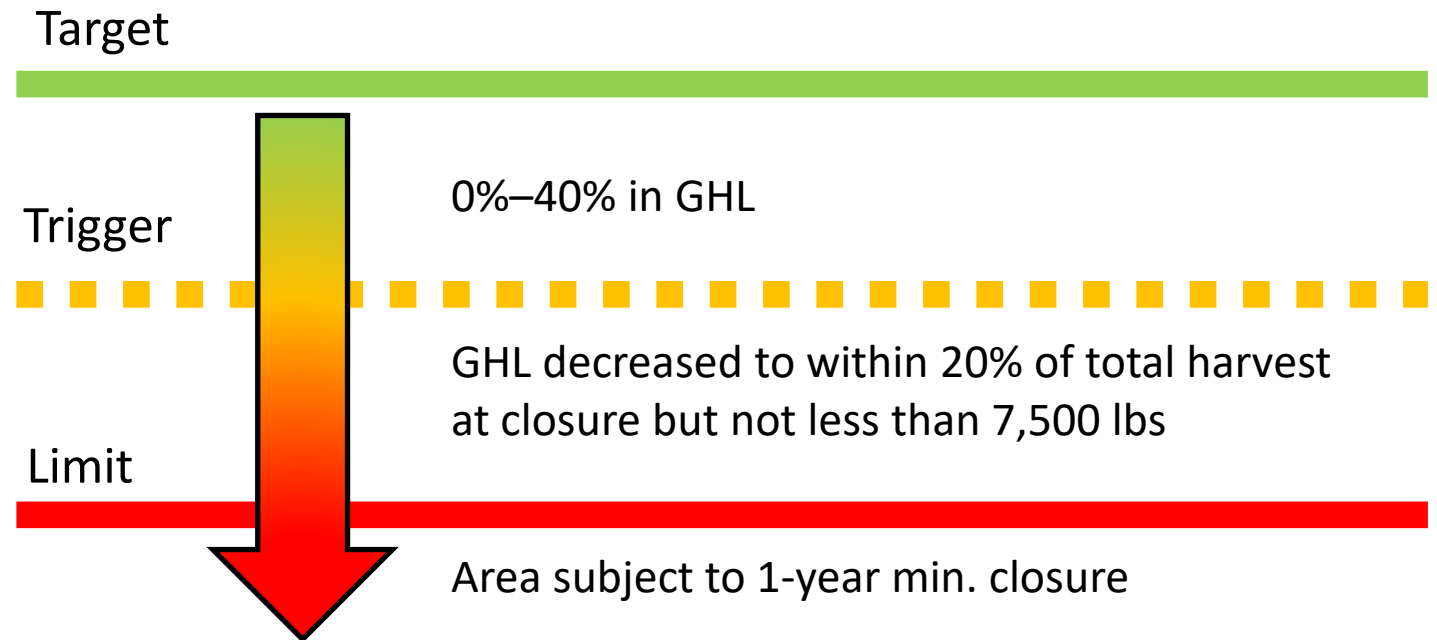 Target
0%–40% in GHL
Trigger
GHL decreased to within 20% of total harvest
at closure but not less than 7,500 lbs
Limit
Area subject to 1-year min. closure